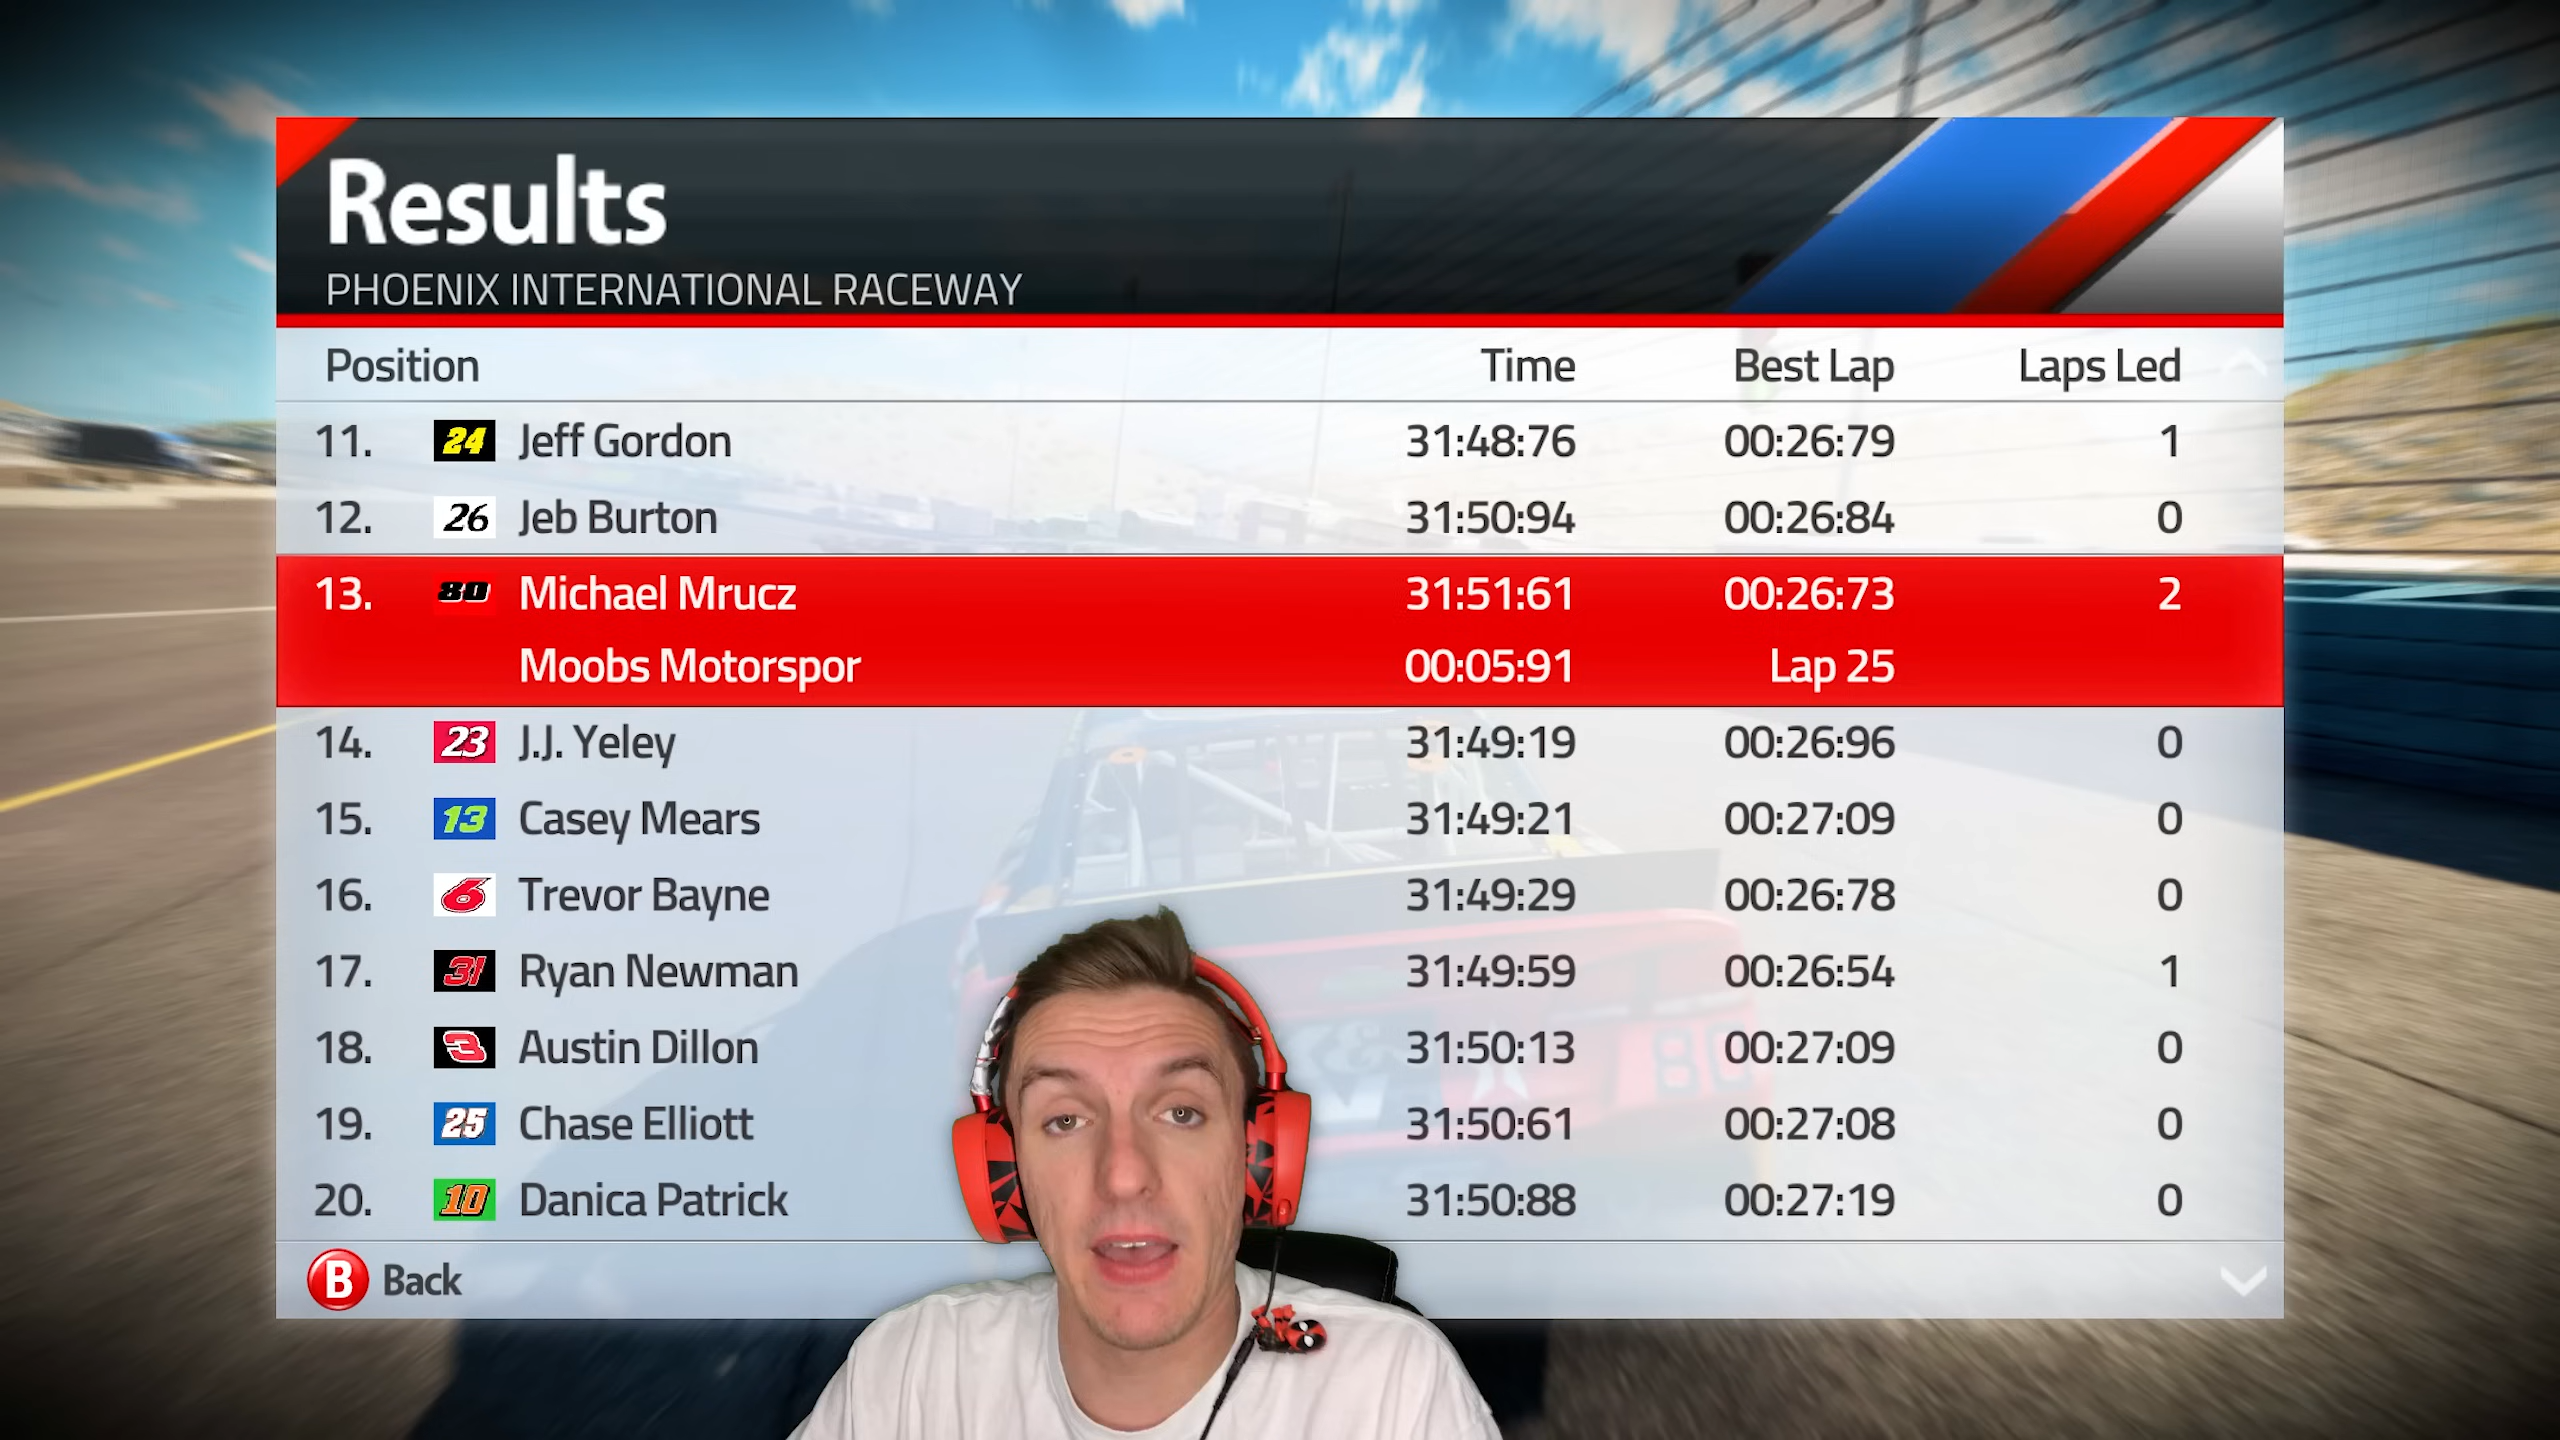 Results
PHOENIX INTERNATIONAL RACEWAY
Position Time Best Lap Laps Led
11. 24 Jeff Gordon 31:48:76 00:26:79 1
12. 26 Jeb Burton 31:50:94 00:26:84 0
13. 80 Michael Mrucz 31:51:61 00:26:73 2
Moobs Motorspor 00:05:91 Lap 25
14. 23 J.J. Yeley 31:49:19 00:26:96 0
15. 13 Casey Mears 31:49:21 00:27:09 0
16. 6 Trevor Bayne 31:49:29 00:26:78 0
17. 31 Ryan Newman 31:49:59 00:26:54 1
18. 3 Austin Dillon 31:50:13 00:27:09 0
19. 25 Chase Elliott 31:50:61 00:27:08 0
20. 10 Danica Patrick 31:50:88 00:27:19 0
B Back